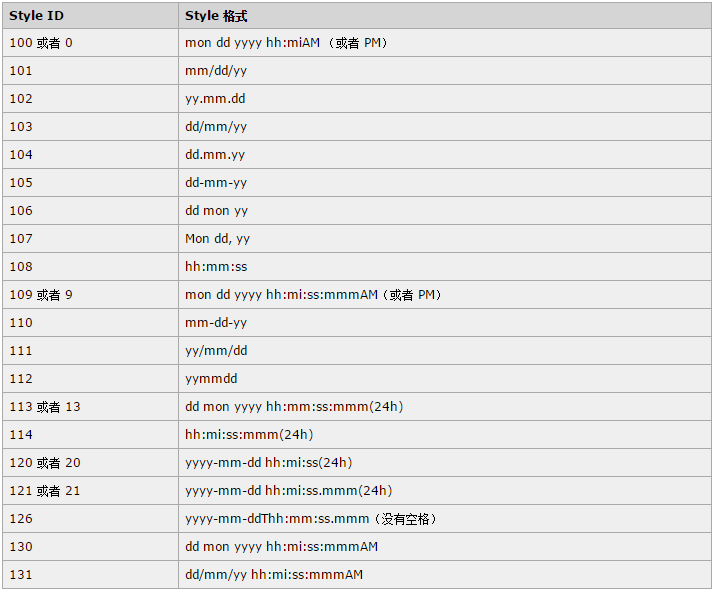 Style ID Style 格式
100 或者 0 mon dd yyyy hh:miAM （或者 PM）
101 mm/dd/yy
102 yy.mm.dd
103 dd/mm/yy
104 dd.mm.yy
105 dd-mm-yy
106 dd mon yy
107 Mon dd, yy
108 hh:mm:ss
109 或者 9 mon dd yyyy hh:mi:ss:mmmAM（或者 PM）
110 mm-dd-yy
111 yy/mm/dd
112 yymmdd
113 或者 13 dd mon yyyy hh:mm:ss:mmm(24h)
114 hh:mi:ss:mmm(24h)
120 或者 20 yyyy-mm-dd hh:mi:ss(24h)
121 或者 21 yyyy-mm-dd hh:mi:ss.mmm(24h)
126 yyyy-mm-ddThh:mm:ss.mmm（没有空格）
130 dd mon yyyy hh:mi:ss:mmmAM
131 dd/mm/yy hh:mi:ss:mmmAM